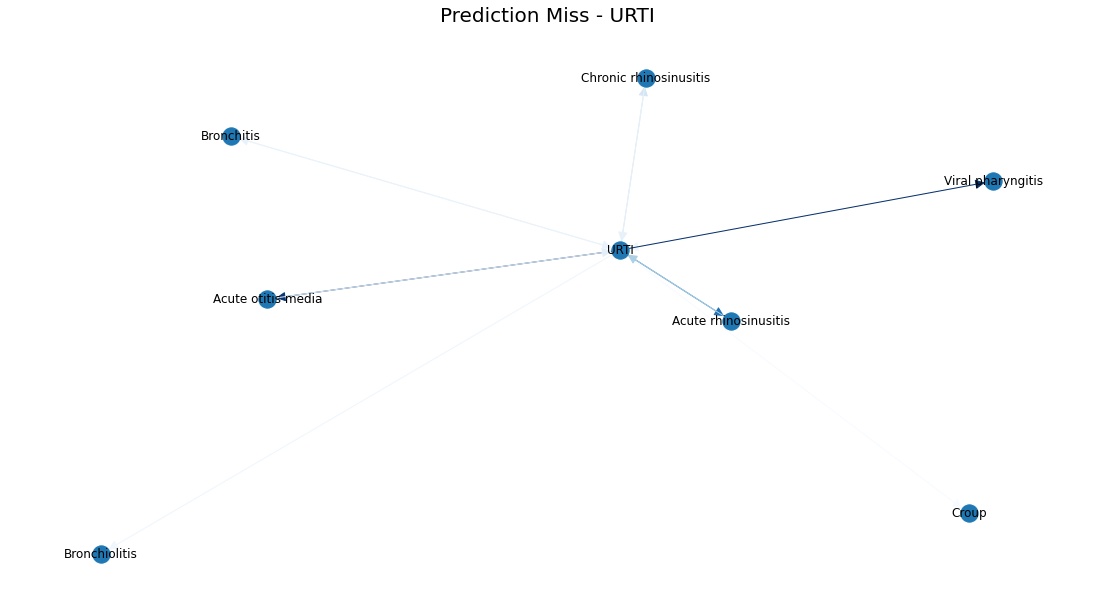 Prediction Miss - URTI
Chronic rhinosinusitis
Bronchitis
Viral pharyngitis
URTI
Acute otitis media
Acute rhinosinusitis
Croup
Bronchiolitis